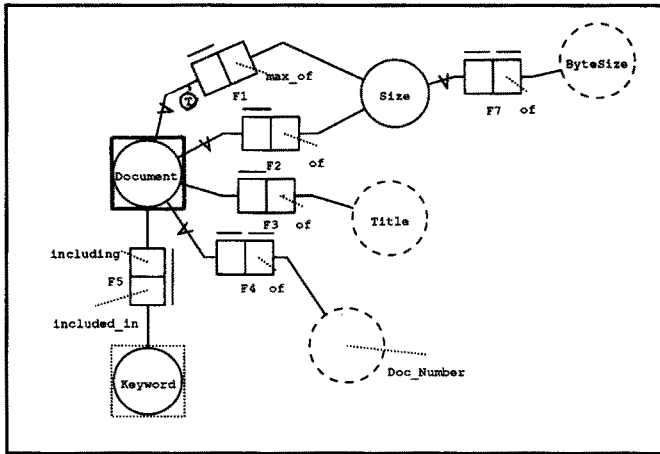 ByteSize
max_of
Size
F1
T
F7 of
F2 of
Document
F3 of
Title
including
F5
F4 of
included_in
Keyword
Doc_Number